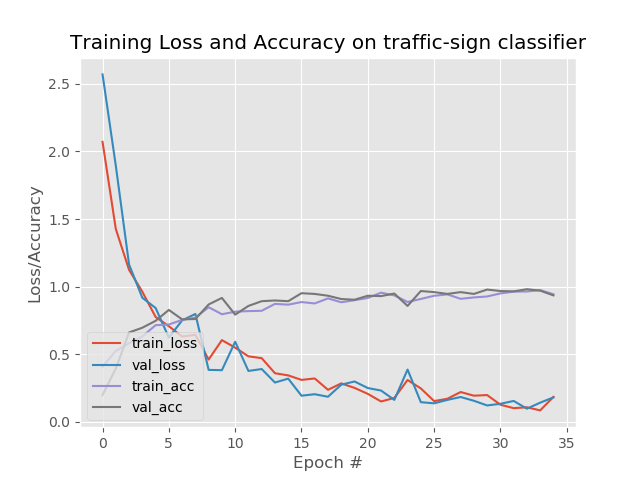 Training Loss and Accuracy on traffic-sign classifier
Loss/Accuracy
2.5
2.0
1.5
1.0
0.5
0.0
train_loss
val_loss
train_acc
val_acc
0 5 10 15 20 25 30 35
Epoch #